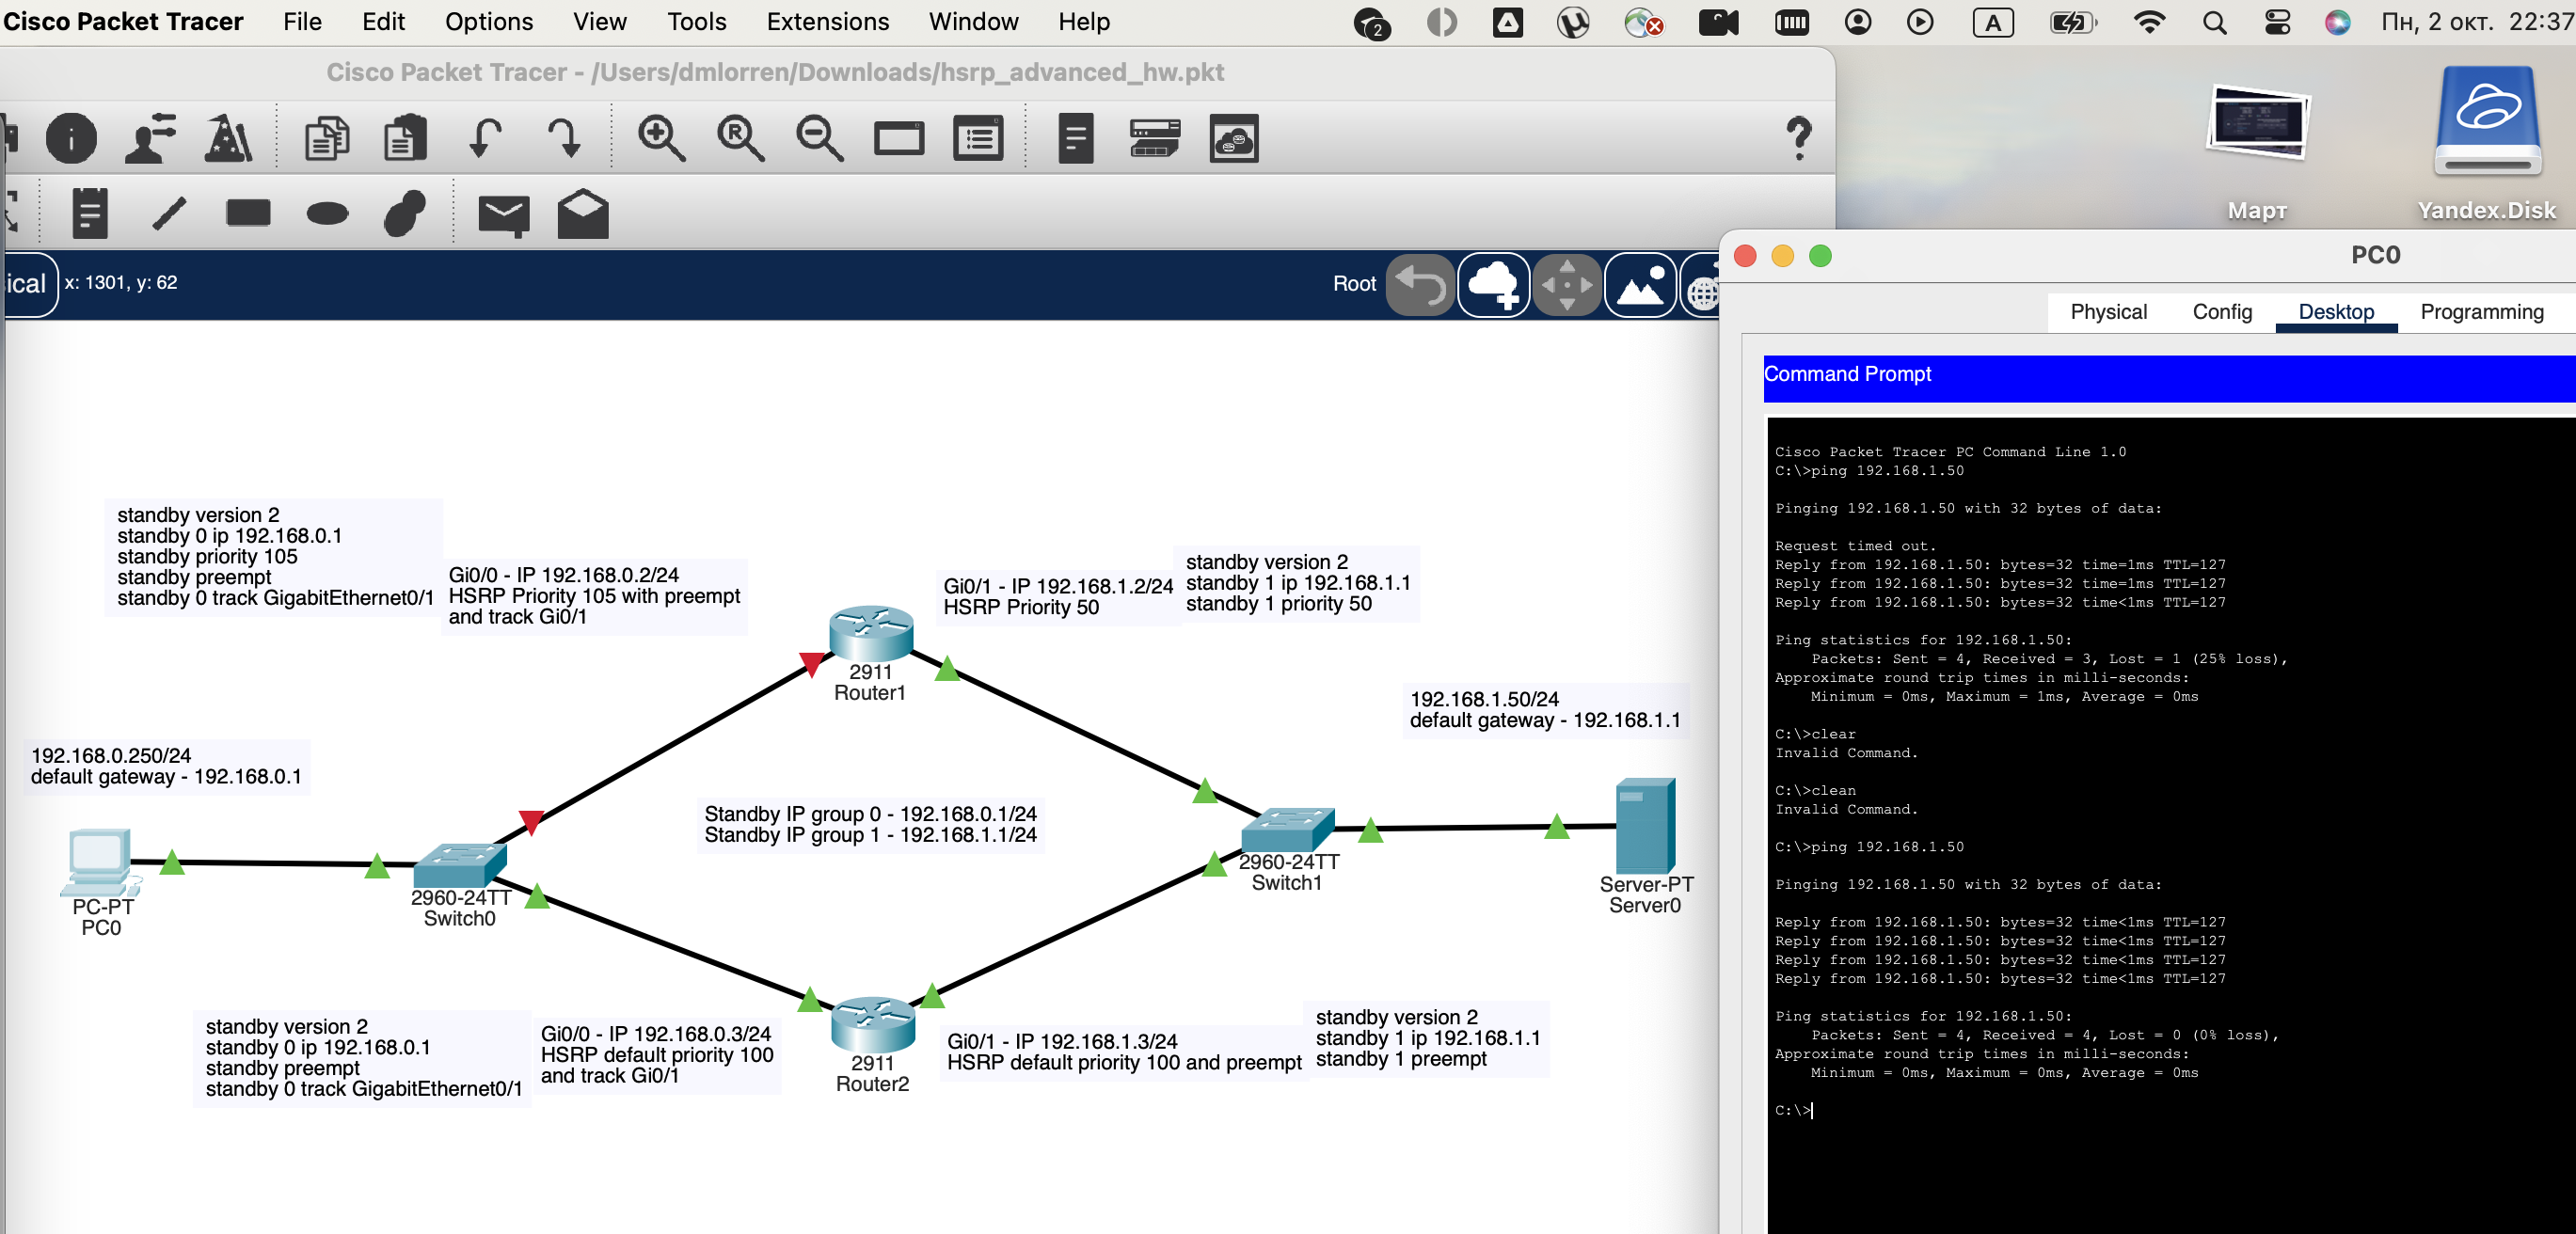 Cisco Packet Tracer File Edit Options View Tools Extensions Window Help
2
A
Пн, 2 окт. 22:37
Cisco Packet Tracer - /Users/dmlorren/Downloads/hsrp_advanced_hw.pkt
Март
Yandex.Disk
ical
x: 1301, y: 62
Root
standby version 2
standby 0 ip 192.168.0.1
standby priority 105
standby preempt
standby 0 track GigabitEthernet0/1
Gi0/0 - IP 192.168.0.2/24
HSRP Priority 105 with preempt
and track Gi0/1
Gi0/1 - IP 192.168.1.2/24
HSRP Priority 50
standby version 2
standby 1 ip 192.168.1.1
standby 1 priority 50
2911
Router1
192.168.1.50/24
default gateway - 192.168.1.1
192.168.0.250/24
default gateway - 192.168.0.1
Standby IP group 0 - 192.168.0.1/24
Standby IP group 1 - 192.168.1.1/24
PC-PT
PC0
2960-24TT
Switch0
2960-24TT
Switch1
Server-PT
Server0
standby version 2
standby 0 ip 192.168.0.1
standby preempt
standby 0 track GigabitEthernet0/1
Gi0/0 - IP 192.168.0.3/24
HSRP default priority 100
and track Gi0/1
2911
Router2
Gi0/1 - IP 192.168.1.3/24
HSRP default priority 100 and preempt
standby version 2
standby 1 ip 192.168.1.1
standby 1 preempt
PC0
Physical Config Desktop Programming
Command Prompt
Cisco Packet Tracer PC Command Line 1.0
C:\>ping 192.168.1.50
Pinging 192.168.1.50 with 32 bytes of data:
Request timed out.
Reply from 192.168.1.50: bytes=32 time=1ms TTL=127
Reply from 192.168.1.50: bytes=32 time=1ms TTL=127
Reply from 192.168.1.50: bytes=32 time<1ms TTL=127
Ping statistics for 192.168.1.50:
Packets: Sent = 4, Received = 3, Lost = 1 (25% loss),
Approximate round trip times in milli-seconds:
Minimum = 0ms, Maximum = 1ms, Average = 0ms
C:\>clear
Invalid Command.
C:\>clean
Invalid Command.
C:\>ping 192.168.1.50
Pinging 192.168.1.50 with 32 bytes of data:
Reply from 192.168.1.50: bytes=32 time<1ms TTL=127
Reply from 192.168.1.50: bytes=32 time<1ms TTL=127
Reply from 192.168.1.50: bytes=32 time<1ms TTL=127
Reply from 192.168.1.50: bytes=32 time<1ms TTL=127
Ping statistics for 192.168.1.50:
Packets: Sent = 4, Received = 4, Lost = 0 (0% loss),
Approximate round trip times in milli-seconds:
Minimum = 0ms, Maximum = 0ms, Average = 0ms
C:\>